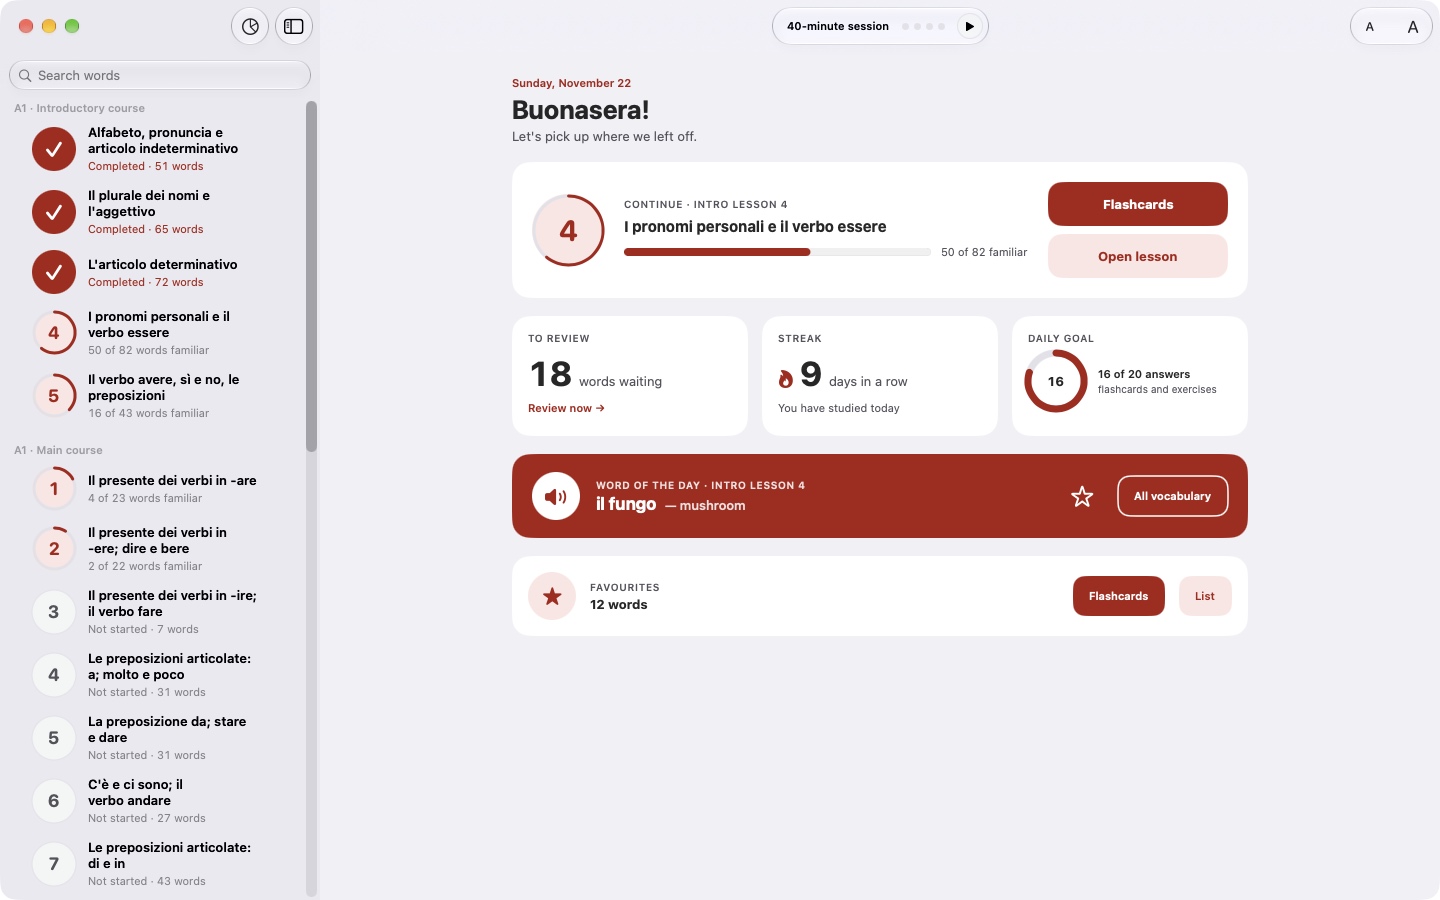 40-minute session
A A
Search words
A1 · Introductory course
Alfabeto, pronuncia e
articolo indeterminativo
Completed · 51 words
Il plurale dei nomi e
l'aggettivo
Completed · 65 words
L'articolo determinativo
Completed · 72 words
4
I pronomi personali e il
verbo essere
50 of 82 words familiar
5
Il verbo avere, sì e no, le
preposizioni
16 of 43 words familiar
A1 · Main course
1
Il presente dei verbi in -are
4 of 23 words familiar
2
Il presente dei verbi in
-ere; dire e bere
2 of 22 words familiar
3
Il presente dei verbi in -ire;
il verbo fare
Not started · 7 words
4
Le preposizioni articolate:
a; molto e poco
Not started · 31 words
5
La preposizione da; stare
e dare
Not started · 31 words
6
C'è e ci sono; il
verbo andare
Not started · 27 words
7
Le preposizioni articolate:
di e in
Not started · 43 words
Sunday, November 22
Buonasera!
Let's pick up where we left off.
4
CONTINUE · INTRO LESSON 4
I pronomi personali e il verbo essere
50 of 82 familiar
Flashcards
Open lesson
TO REVIEW
18 words waiting
Review now →
STREAK
9 days in a row
You have studied today
DAILY GOAL
16
16 of 20 answers
flashcards and exercises
WORD OF THE DAY · INTRO LESSON 4
il fungo — mushroom
All vocabulary
FAVOURITES
12 words
Flashcards
List